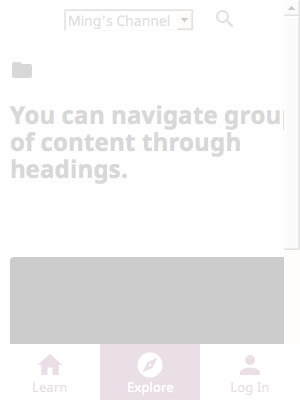 Ming's Channel
You can navigate group
of content through
headings.
Learn
Explore
Log In